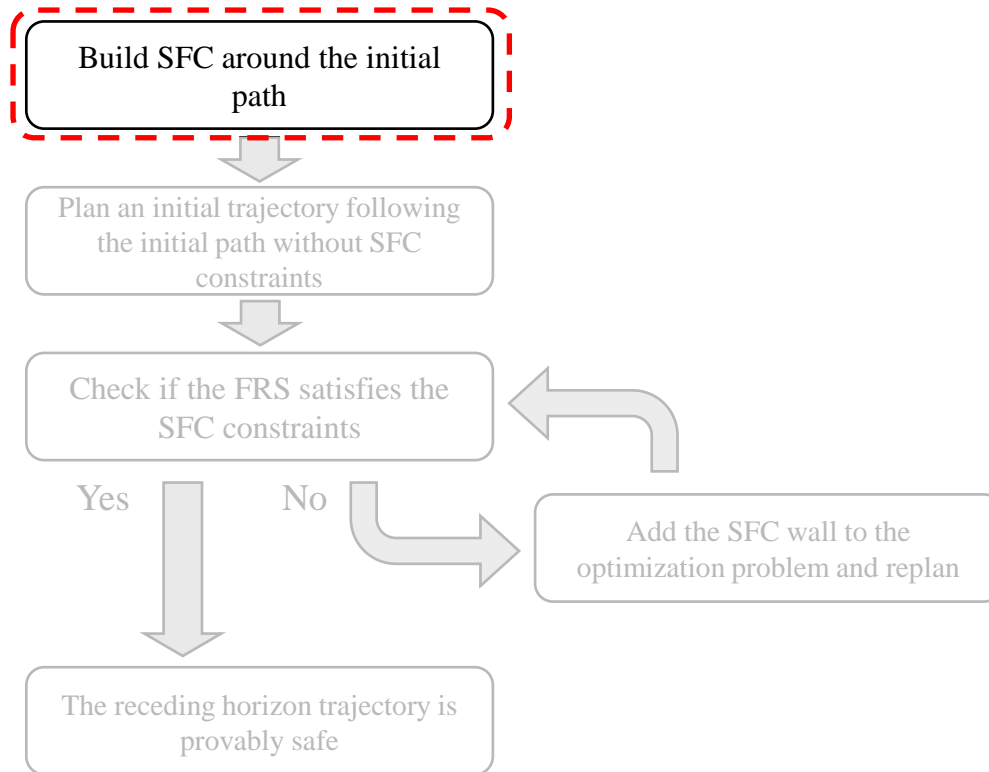 Build SFC around the initial
path
Plan an initial trajectory following
the initial path without SFC
constraints
Check if the FRS satisfies the
SFC constraints
Yes
No
Add the SFC wall to the
optimization problem and replan
The receding horizon trajectory is
provably safe